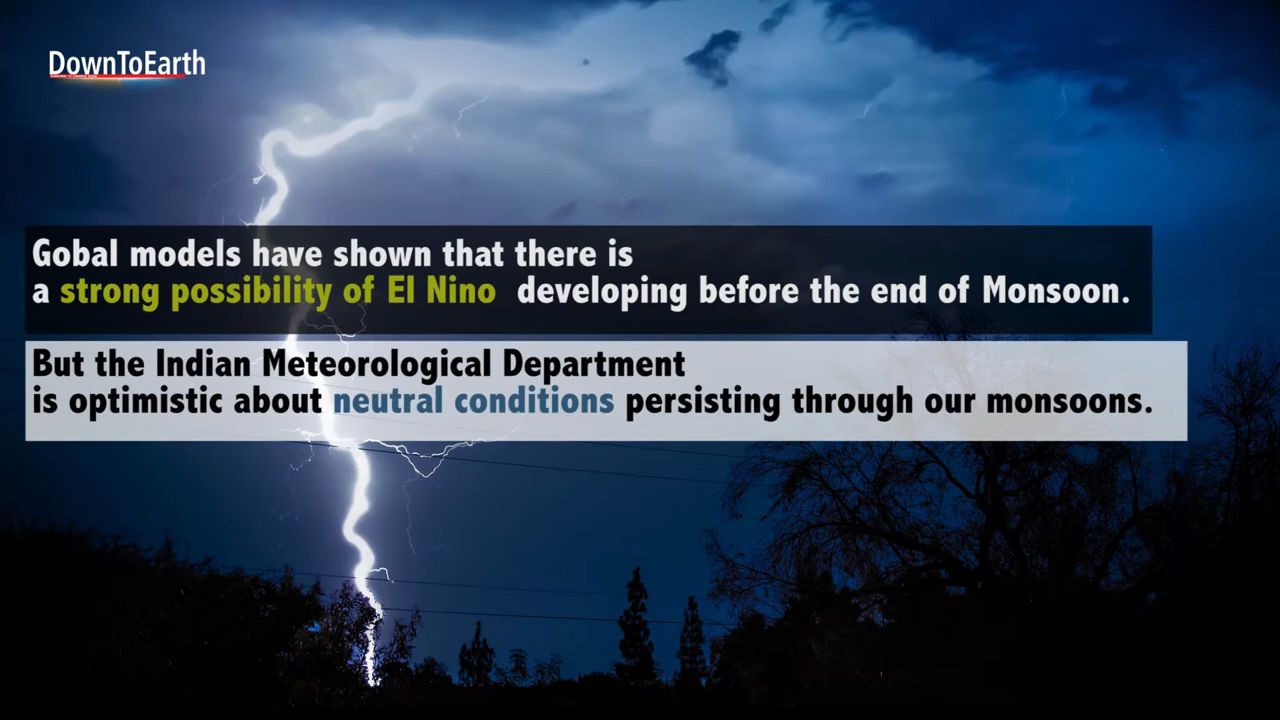 DownToEarth
Gobal models have shown that there is
a strong possibility of El Nino developing before the end of Monsoon.
But the Indian Meteorological Department
is optimistic about neutral conditions persisting through our monsoons.